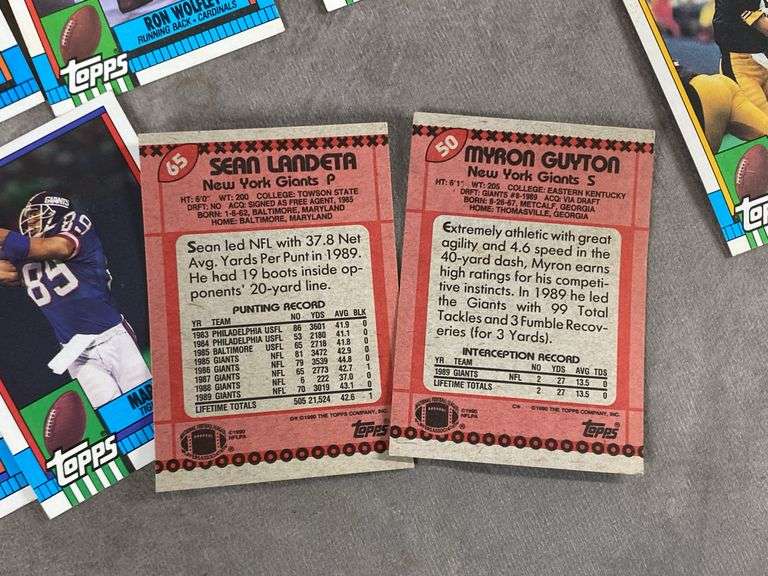 RON WOLFLEY
RUNNING BACK • CARDINALS
TOPPS
65
SEAN LANDETA
New York Giants P
HT: 6'0" WT: 200 COLLEGE: TOWSON STATE
DRFT: NO ACQ: SIGNED AS FREE AGENT, 1985
BORN: 1-6-62, BALTIMORE, MARYLAND
HOME: BALTIMORE, MARYLAND
Sean led NFL with 37.8 Net
Avg. Yards Per Punt in 1989.
He had 19 boots inside op-
ponents' 20-yard line.
PUNTING RECORD
YR TEAM NO YDS AVG BLK
1983 PHILADELPHIA USFL 86 3601 41.9 0
1984 PHILADELPHIA USFL 53 2180 41.1 0
1985 BALTIMORE USFL 65 2718 41.8 0
1985 GIANTS NFL 81 3472 42.9 0
1986 GIANTS NFL 79 3539 44.8 0
1987 GIANTS NFL 65 2773 42.7 1
1988 GIANTS NFL 6 222 37.0 0
1989 GIANTS NFL 70 3019 43.1 0
LIFETIME TOTALS 505 21,524 42.6 1
©1990 NFLPA
©* ©1990 THE TOPPS COMPANY, INC.
TOPPS
50
MYRON GUYTON
New York Giants S
HT: 6'1" WT: 205 COLLEGE: EASTERN KENTUCKY
DRFT: GIANTS #8-1989 ACQ: VIA DRAFT
BORN: 8-26-67, METCALF, GEORGIA
HOME: THOMASVILLE, GEORGIA
Extremely athletic with great
agility and 4.6 speed in the
40-yard dash, Myron earns
high ratings for his competi-
tive instincts. In 1989 he led
the Giants with 99 Total
Tackles and 3 Fumble Recov-
eries (for 3 Yards).
INTERCEPTION RECORD
YR TEAM NO YDS AVG TDS
1989 GIANTS NFL 2 27 13.5 0
LIFETIME TOTALS 2 27 13.5 0
©1990 NFLPA
©1990 THE TOPPS COMPANY, INC.
TOPPS
GIANTS
89
85
MAR
TOPPS